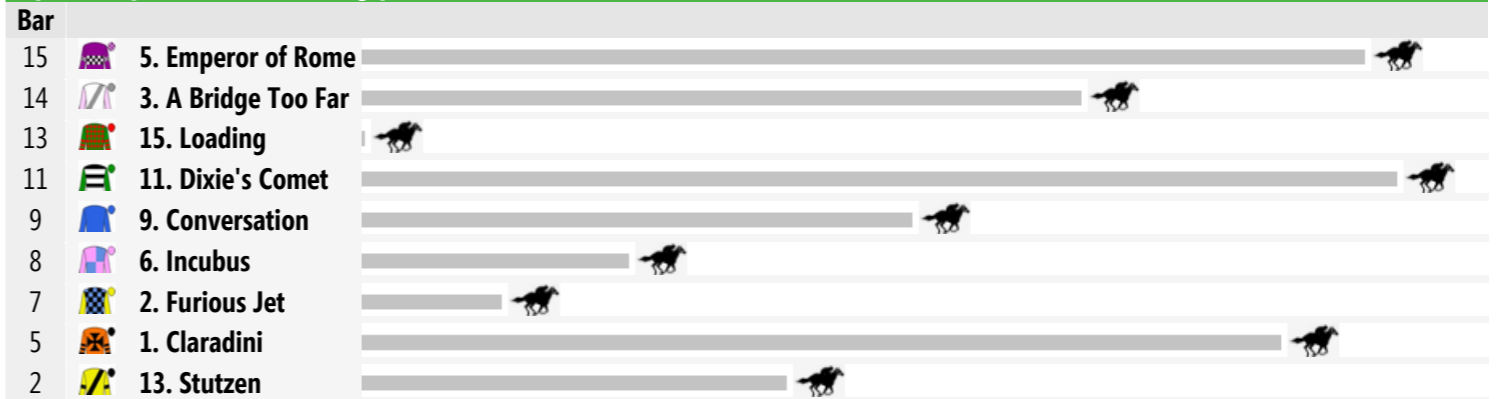 Bar
15 5. Emperor of Rome
14 3. A Bridge Too Far
13 15. Loading
11 11. Dixie's Comet
9 9. Conversation
8 6. Incubus
7 2. Furious Jet
5 1. Claradini
2 13. Stutzen